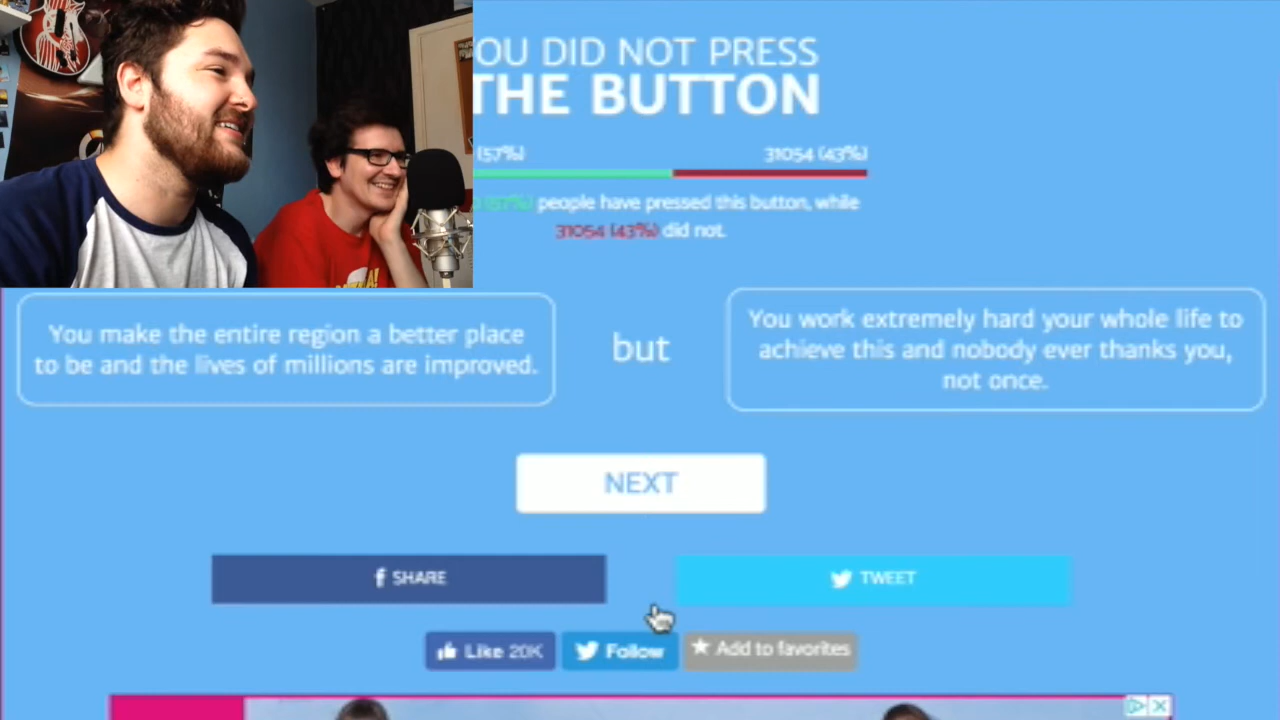 OU DID NOT PRESS
THE BUTTON
(57%)
31054 (43%)
people have pressed this button, while
31054 (43%) did not.
You make the entire region a better place
to be and the lives of millions are improved.
but
You work extremely hard your whole life to
achieve this and nobody ever thanks you,
not once.
NEXT
SHARE
TWEET
Like 20K
Follow
Add to favorites